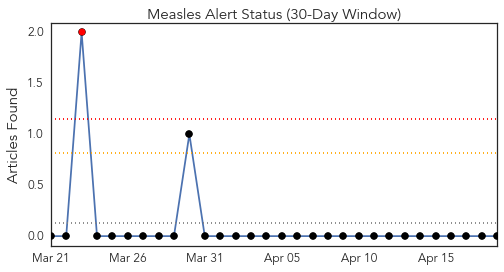 Measles Alert Status (30-Day Window)
Articles Found
2.0
1.5
1.0
0.5
0.0
Mar 21 Mar 26 Mar 31 Apr 05 Apr 10 Apr 15